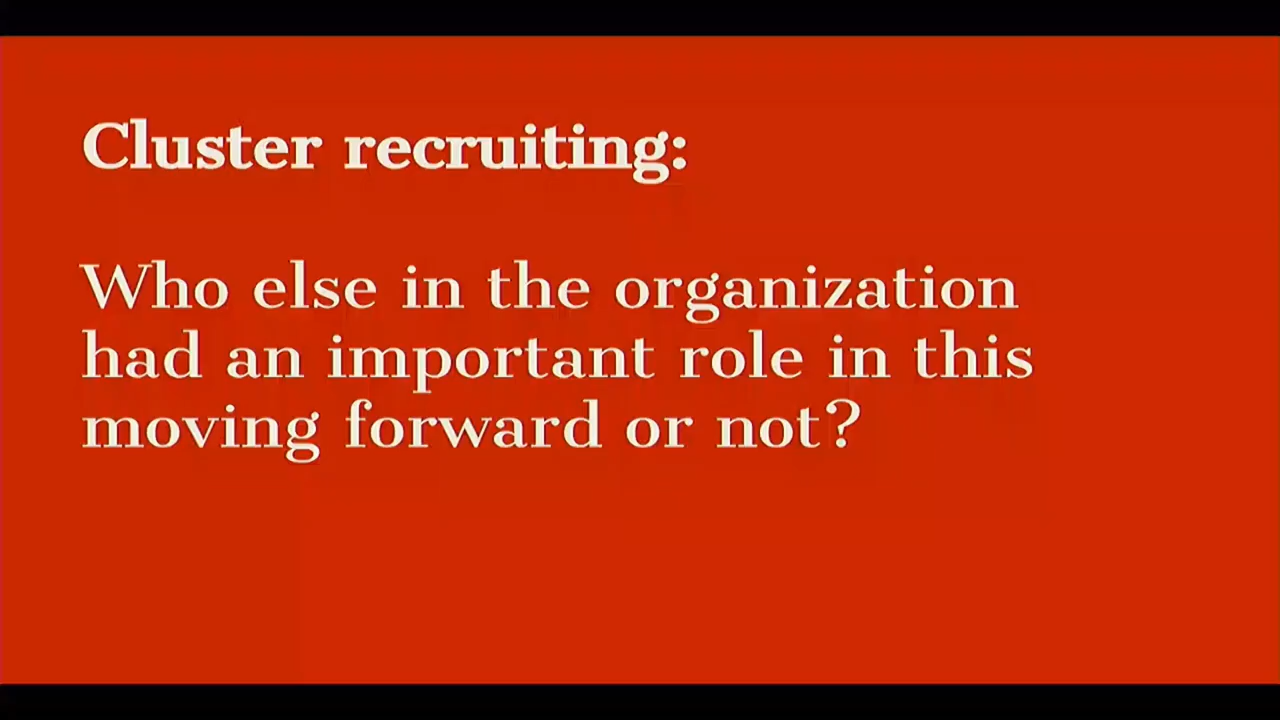 Cluster recruiting:
Who else in the organization
had an important role in this
moving forward or not?